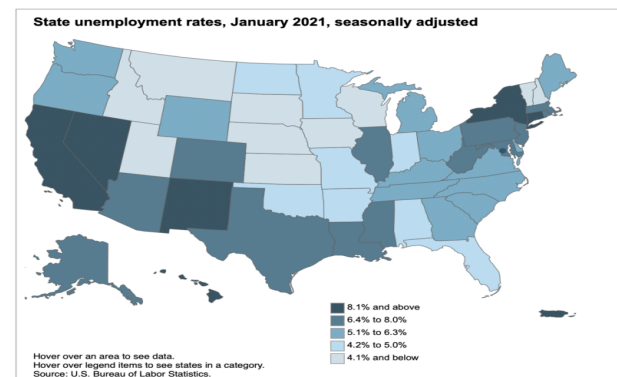 State unemployment rates, January 2021, seasonally adjusted
8.1% and above
6.4% to 8.0%
5.1% to 6.3%
4.2% to 5.0%
4.1% and below
Hover over an area to see data.
Hover over legend items to see states in a category.
Source: U.S. Bureau of Labor Statistics.